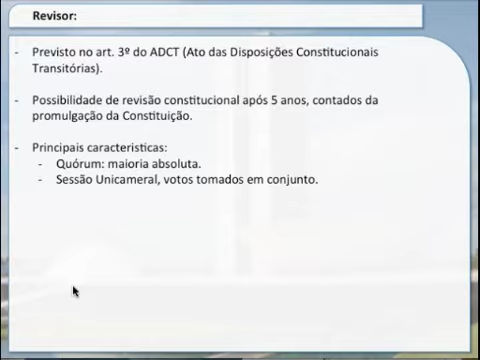 Revisor:
- Previsto no art. 3º do ADCT (Ato das Disposições Constitucionais
Transitórias).
- Possibilidade de revisão constitucional após 5 anos, contados da
promulgação da Constituição.
- Principais caracteristicas:
- Quórum: maioria absoluta.
- Sessão Unicameral, votos tomados em conjunto.